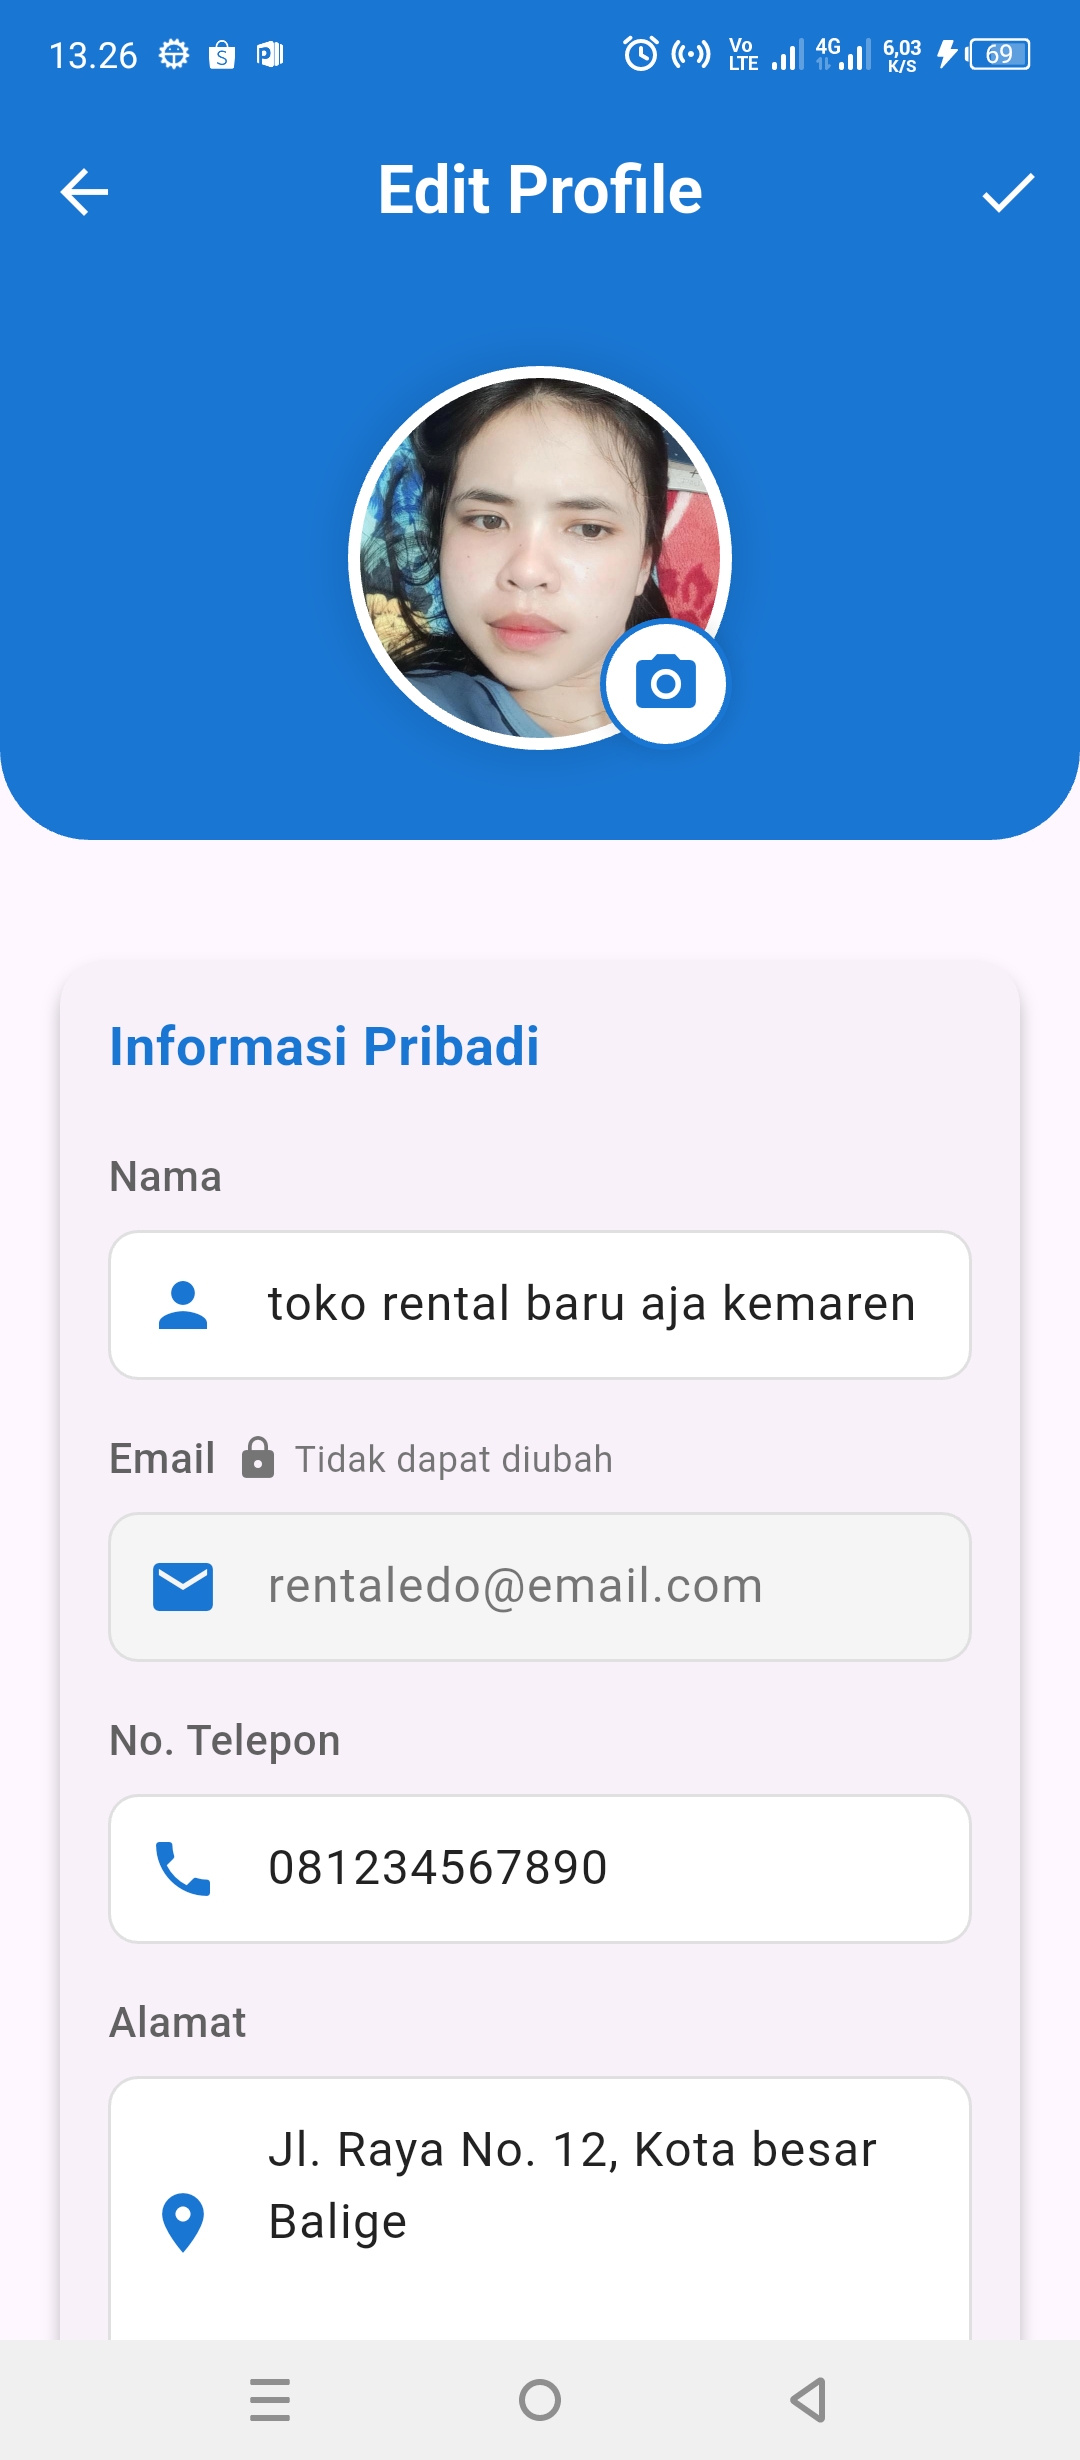 13.26
Vo LTE 4G 6,03 K/S 69
Edit Profile
Informasi Pribadi
Nama
toko rental baru aja kemaren
Email Tidak dapat diubah
rentaledo@email.com
No. Telepon
081234567890
Alamat
Jl. Raya No. 12, Kota besar
Balige